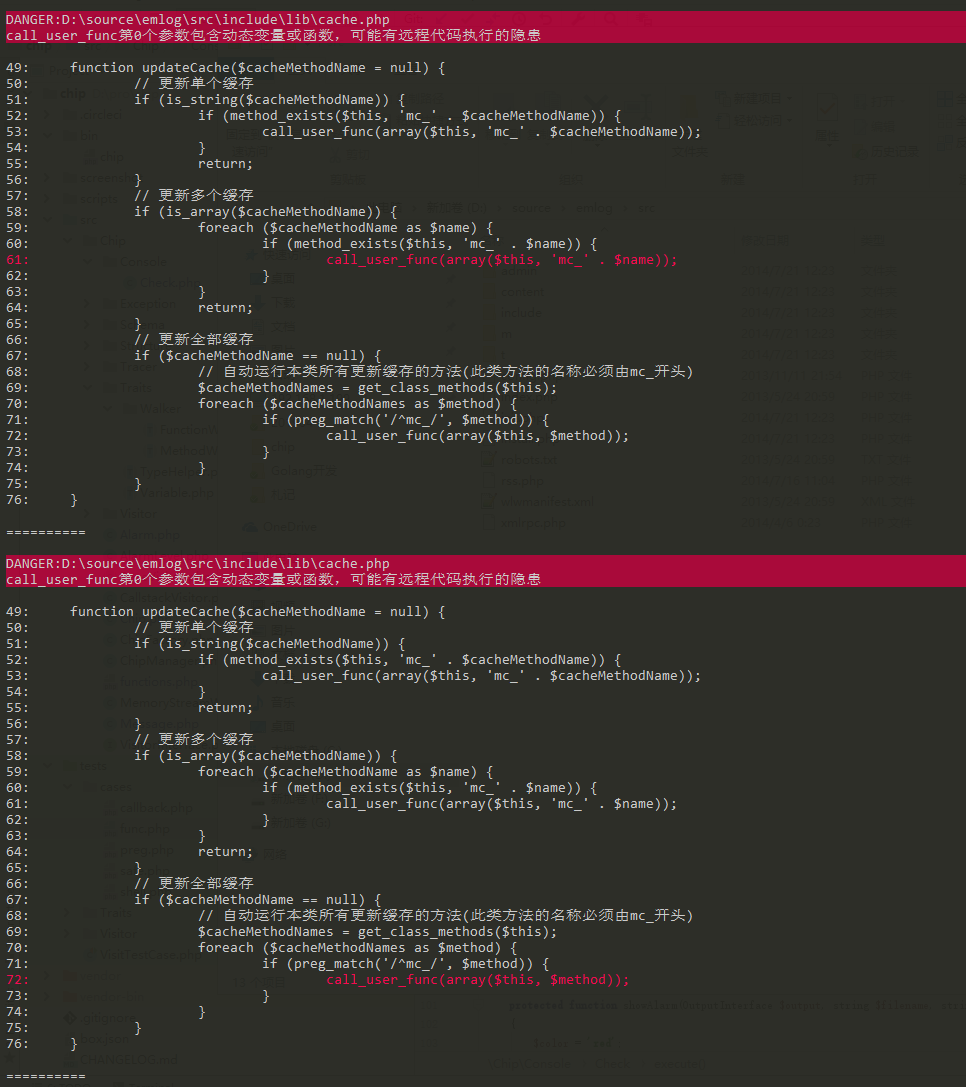 DANGER:D:\source\emlog\src\include\lib\cache.php
call_user_func第0个参数包含动态变量或函数，可能有远程代码执行的隐患
49:     function updateCache($cacheMethodName = null) {
50:             // 更新单个缓存
51:             if (is_string($cacheMethodName)) {
52:                     if (method_exists($this, 'mc_' . $cacheMethodName)) {
53:                             call_user_func(array($this, 'mc_' . $cacheMethodName));
54:                     }
55:                     return;
56:             }
57:             // 更新多个缓存
58:             if (is_array($cacheMethodName)) {
59:                     foreach ($cacheMethodName as $name) {
60:                             if (method_exists($this, 'mc_' . $name)) {
61:                                     call_user_func(array($this, 'mc_' . $name));
62:                             }
63:                     }
64:                     return;
65:             }
66:             // 更新全部缓存
67:             if ($cacheMethodName == null) {
68:                     // 自动运行本类所有更新缓存的方法(此类方法的名称必须由mc_开头)
69:                     $cacheMethodNames = get_class_methods($this);
70:                     foreach ($cacheMethodNames as $method) {
71:                             if (preg_match('/^mc_/', $method)) {
72:                                     call_user_func(array($this, $method));
73:                             }
74:                     }
75:             }
76:     }
==========
DANGER:D:\source\emlog\src\include\lib\cache.php
call_user_func第0个参数包含动态变量或函数，可能有远程代码执行的隐患
49:     function updateCache($cacheMethodName = null) {
50:             // 更新单个缓存
51:             if (is_string($cacheMethodName)) {
52:                     if (method_exists($this, 'mc_' . $cacheMethodName)) {
53:                             call_user_func(array($this, 'mc_' . $cacheMethodName));
54:                     }
55:                     return;
56:             }
57:             // 更新多个缓存
58:             if (is_array($cacheMethodName)) {
59:                     foreach ($cacheMethodName as $name) {
60:                             if (method_exists($this, 'mc_' . $name)) {
61:                                     call_user_func(array($this, 'mc_' . $name));
62:                             }
63:                     }
64:                     return;
65:             }
66:             // 更新全部缓存
67:             if ($cacheMethodName == null) {
68:                     // 自动运行本类所有更新缓存的方法(此类方法的名称必须由mc_开头)
69:                     $cacheMethodNames = get_class_methods($this);
70:                     foreach ($cacheMethodNames as $method) {
71:                             if (preg_match('/^mc_/', $method)) {
72:                                     call_user_func(array($this, $method));
73:                             }
74:                     }
75:             }
76:     }
==========